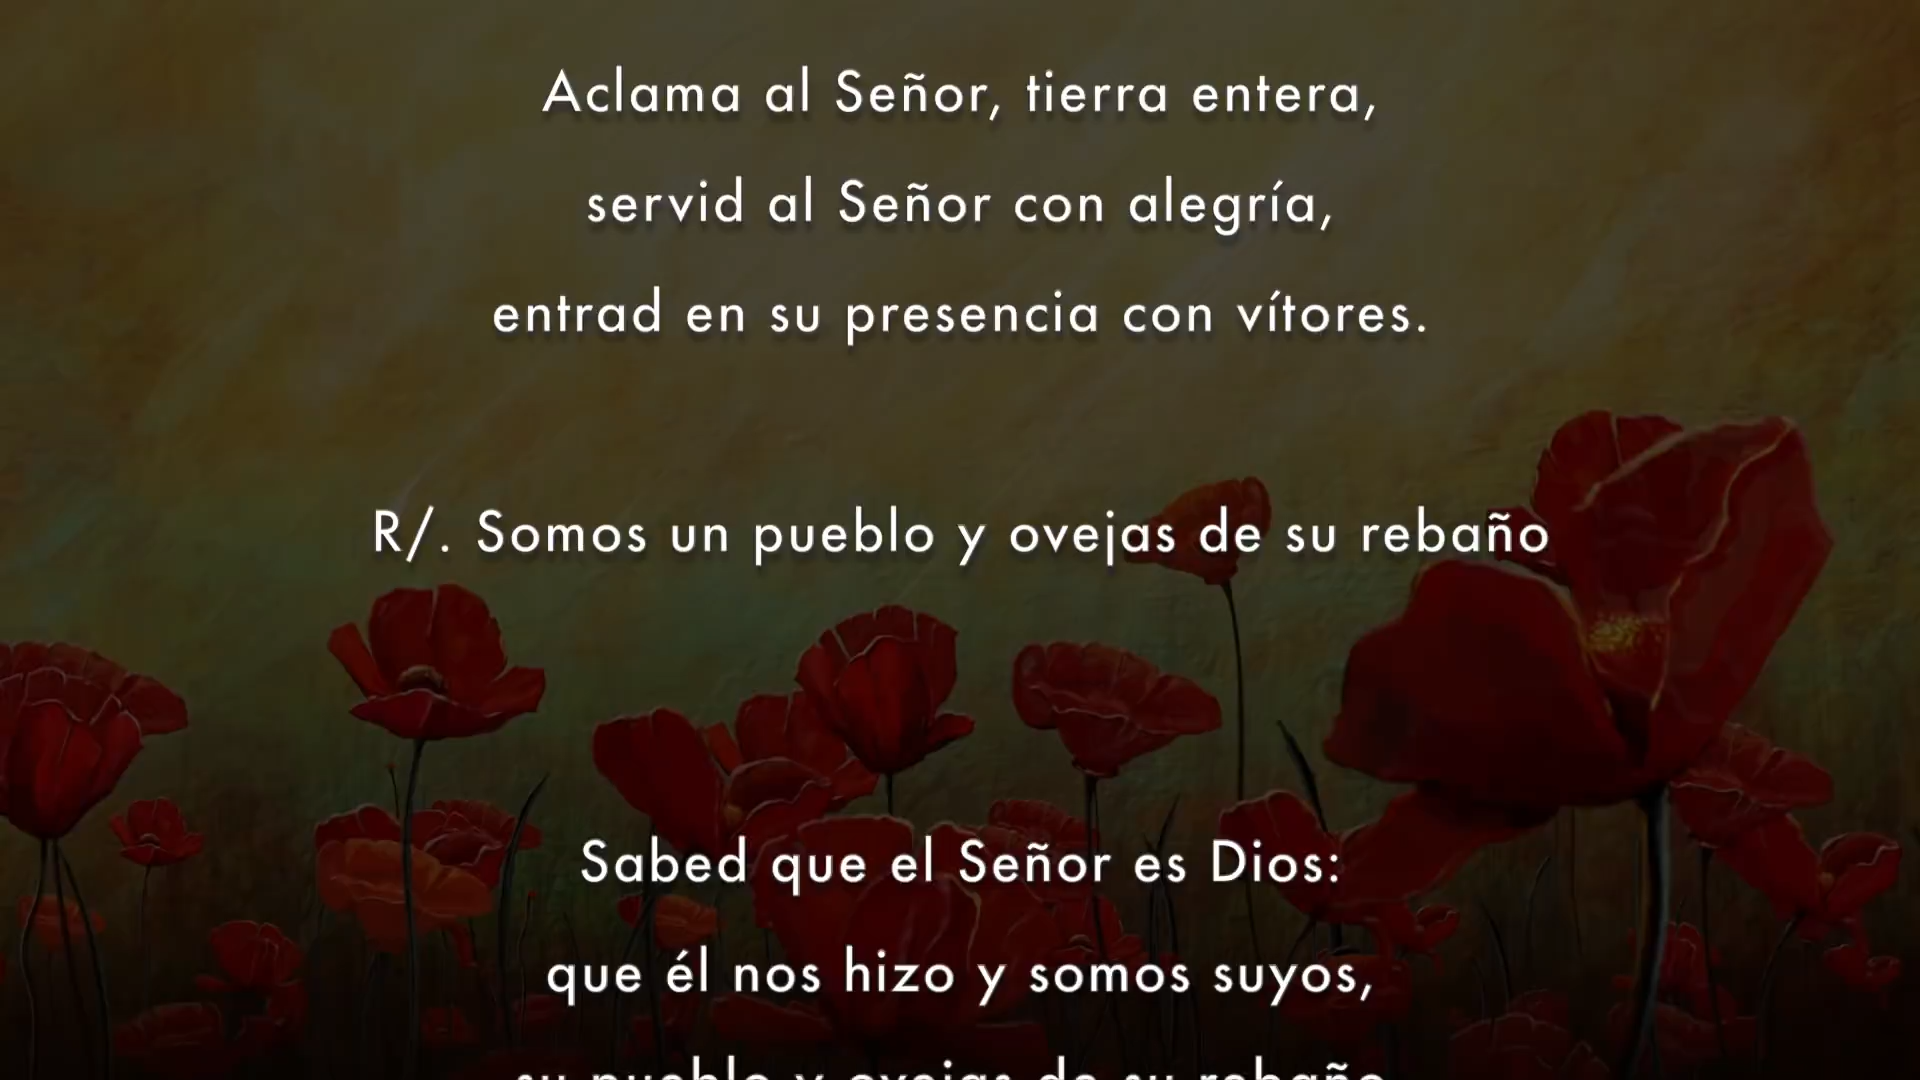 Aclama al Señor, tierra entera,
servid al Señor con alegría,
entrad en su presencia con vítores.
R/. Somos un pueblo y ovejas de su rebaño
Sabed que el Señor es Dios:
que él nos hizo y somos suyos,
su pueblo y ovejas de su rebaño